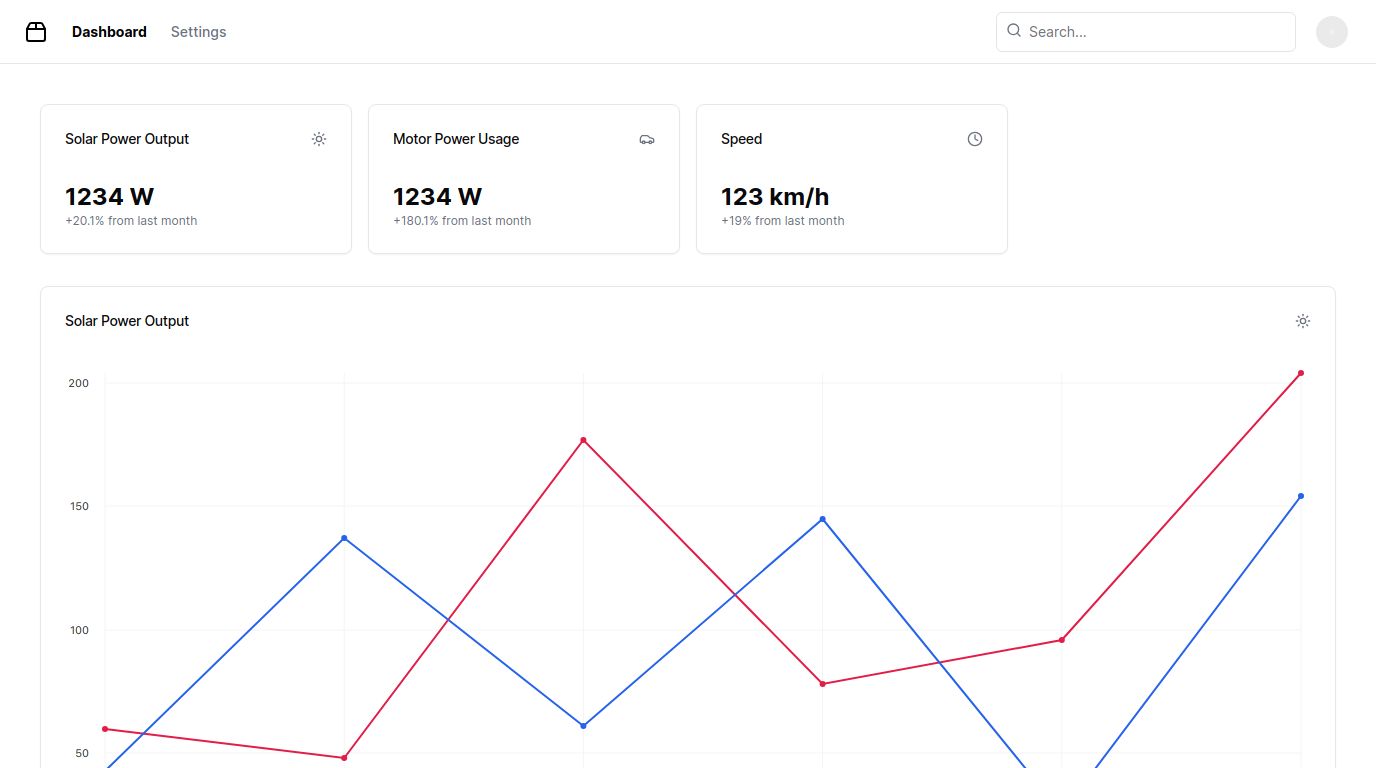 Dashboard Settings Search...
Solar Power Output Motor Power Usage Speed
1234 W 1234 W 123 km/h
+20.1% from last month +180.1% from last month +19% from last month
Solar Power Output
200
150
100
50